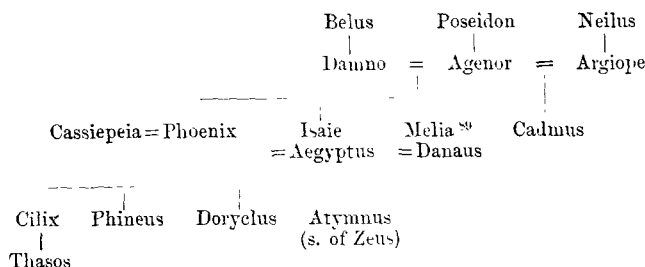 Belus Poseidon Neilus
Damno = Agenor = Argiope
Cassiepeia = Phoenix Isaie Melia 89 Cadmus
= Aegyptus = Danaus
Cilix Phineus Doryclus Atymnus
(s. of Zeus)
Thasos